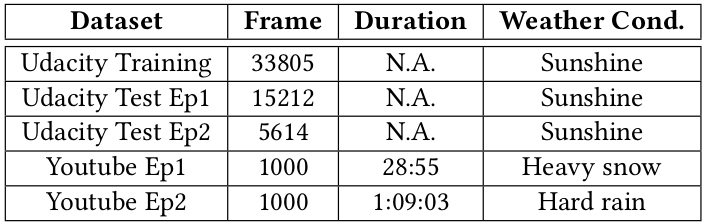 Dataset Frame Duration Weather Cond.
Udacity Training 33805 N.A. Sunshine
Udacity Test Ep1 15212 N.A. Sunshine
Udacity Test Ep2 5614 N.A. Sunshine
Youtube Ep1 1000 28:55 Heavy snow
Youtube Ep2 1000 1:09:03 Hard rain